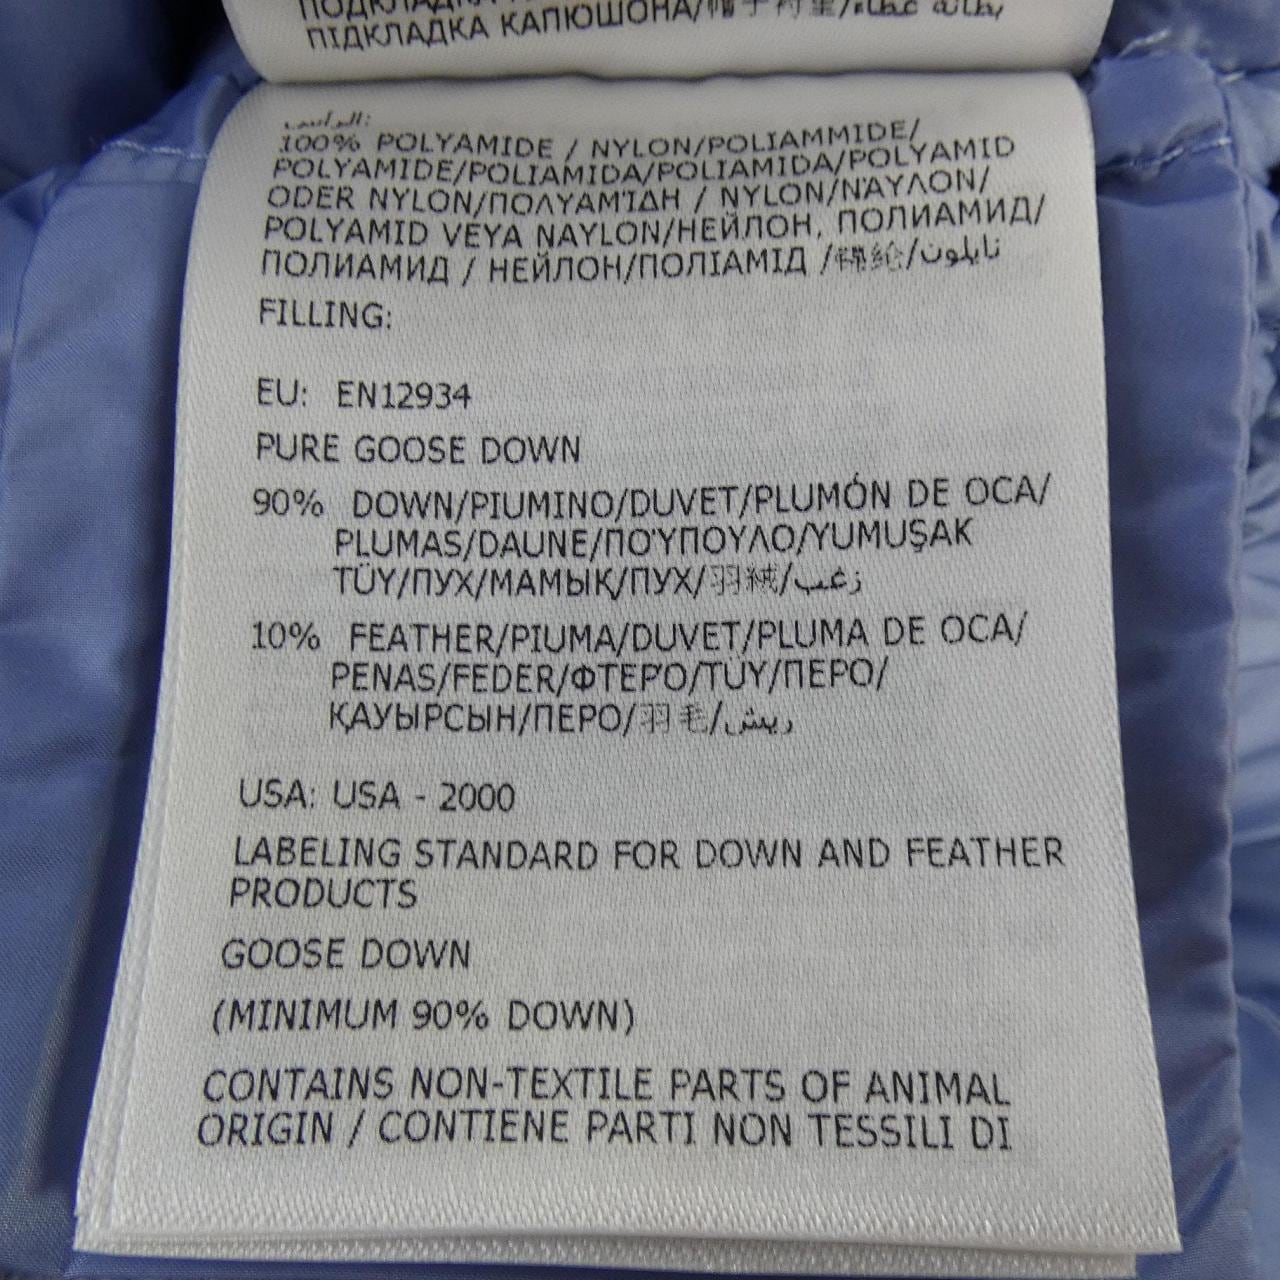 ПОДКЛАДКА
ПІДКЛАДКА КАПЮШОНА/帽子衬里/بطانة غطاء
الرأس:
100% POLYAMIDE / NYLON/POLIAMMIDE/
POLYAMIDE/POLIAMIDA/POLIAMIDA/POLYAMID
ODER NYLON/ΠΟΛΥΑΜΊΔΗ / NYLON/ΝΆΥΛΟΝ/
POLYAMID VEYA NAYLON/НЕЙЛОН, ПОЛИАМИД/
ПОЛИАМИД / НЕЙЛОН/ПОЛІАМІД /锦纶/نايلون
FILLING:
EU: EN12934
PURE GOOSE DOWN
90% DOWN/PIUMINO/DUVET/PLUMÓN DE OCA/
PLUMAS/DAUNE/ΠΟΎΠΟΥΛΟ/YUMUŞAK
TÜY/ПУХ/МАМЫҚ/ПУХ/羽絨/زغب
10% FEATHER/PIUMA/DUVET/PLUMA DE OCA/
PENAS/FEDER/ΦΤΕΡΌ/TÜY/ПЕРО/
ҚАУЫРСЫН/ПЕРО/羽毛/ريش
USA: USA - 2000
LABELING STANDARD FOR DOWN AND FEATHER
PRODUCTS
GOOSE DOWN
(MINIMUM 90% DOWN)
CONTAINS NON-TEXTILE PARTS OF ANIMAL
ORIGIN / CONTIENE PARTI NON TESSILI DI